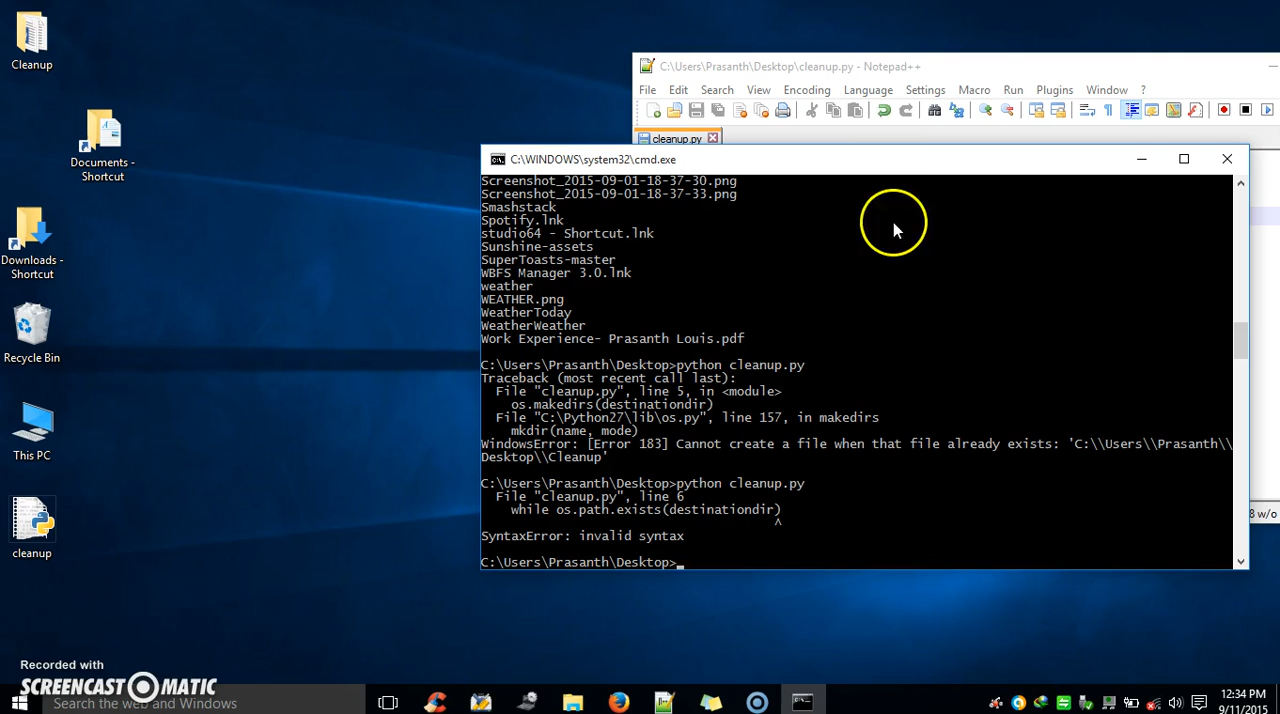 Cleanup
Documents -
Shortcut
Downloads -
Shortcut
Recycle Bin
This PC
cleanup
C:\Users\Prasanth\Desktop\cleanup.py - Notepad++
File Edit Search View Encoding Language Settings Macro Run Plugins Window ?
cleanup.py
C:\WINDOWS\system32\cmd.exe
Screenshot_2015-09-01-18-37-30.png
Screenshot_2015-09-01-18-37-33.png
Smashstack
Spotify.lnk
studio64 - Shortcut.lnk
Sunshine-assets
SuperToasts-master
WBFS Manager 3.0.lnk
weather
WEATHER.png
WeatherToday
WeatherWeather
Work Experience- Prasanth Louis.pdf
C:\Users\Prasanth\Desktop>python cleanup.py
Traceback (most recent call last):
File "cleanup.py", line 5, in <module>
os.makedirs(destinationdir)
File "C:\Python27\lib\os.py", line 157, in makedirs
mkdir(name, mode)
WindowsError: [Error 183] Cannot create a file when that file already exists: 'C:\\Users\\Prasanth\\
Desktop\\Cleanup'
C:\Users\Prasanth\Desktop>python cleanup.py
File "cleanup.py", line 6
while os.path.exists(destinationdir)
^
SyntaxError: invalid syntax
C:\Users\Prasanth\Desktop>_
8 w/o
Recorded with
SCREENCAST MATIC
Search the web and Windows
12:34 PM
9/11/2015